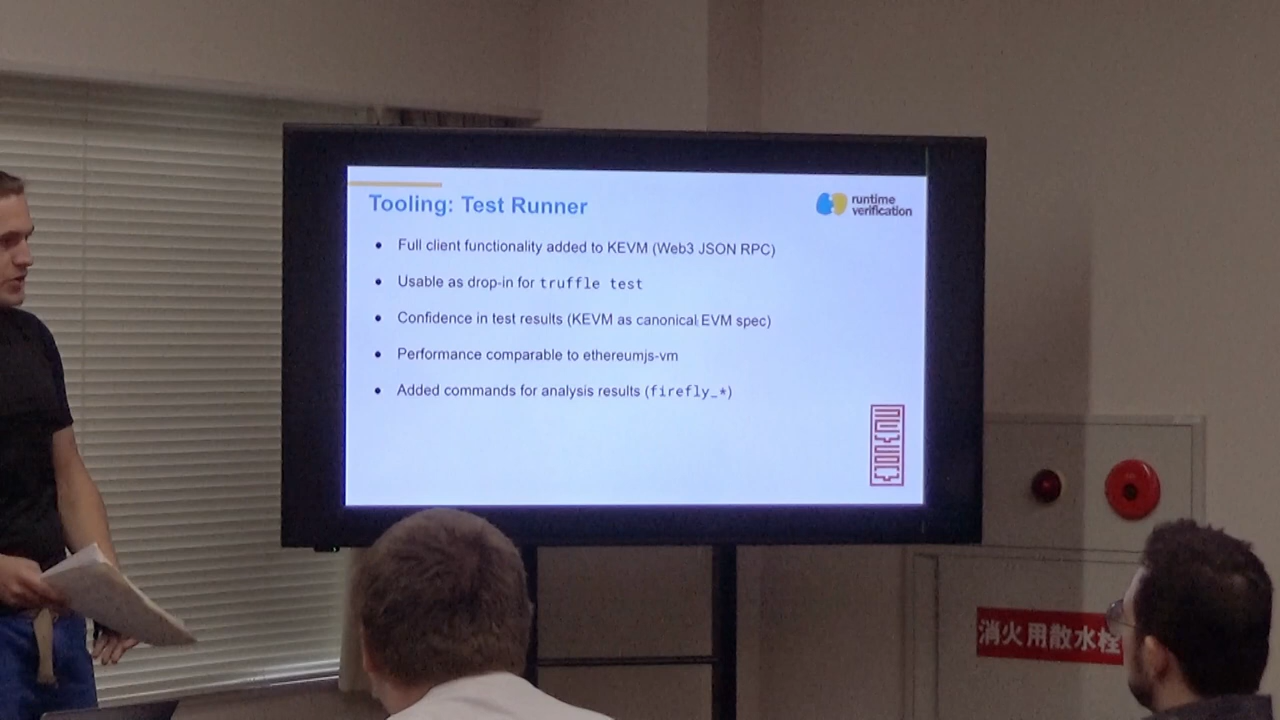 Tooling: Test Runner
runtime
verification
● Full client functionality added to KEVM (Web3 JSON RPC)
● Usable as drop-in for truffle test
● Confidence in test results (KEVM as canonical EVM spec)
● Performance comparable to ethereumjs-vm
● Added commands for analysis results (firefly_*)
消火用散水栓